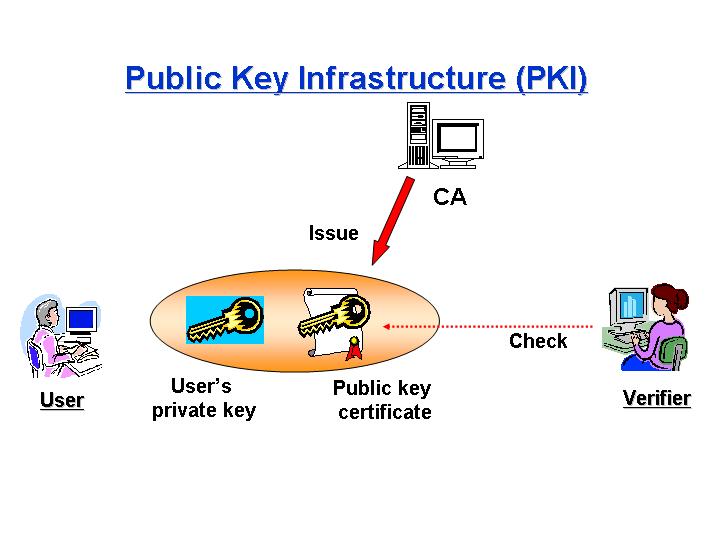 Public Key Infrastructure (PKI)
CA
Issue
Check
User
User's
private key
Public key
certificate
Verifier